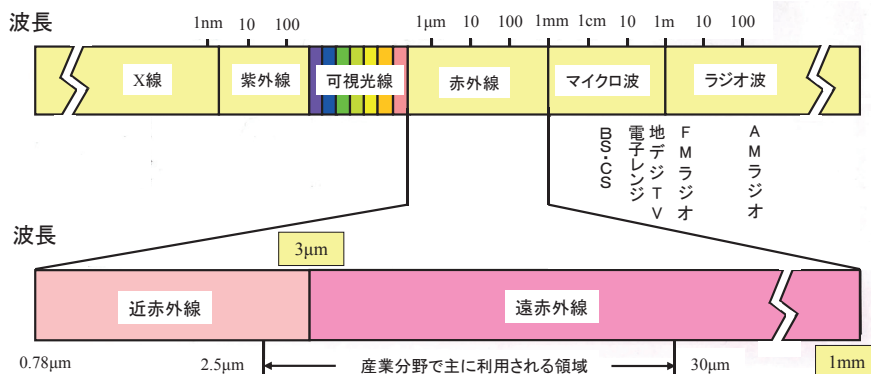 波長
1nm 10 100 1μm 10 100 1mm 1cm 10 1m 10 100
X線 紫外線 可視光線 赤外線 マイクロ波 ラジオ波
BS・CS
電子レンジ
地デジTV
FMラジオ
AMラジオ
波長
3μm
近赤外線 遠赤外線
0.78μm 2.5μm 産業分野で主に利用される領域 30μm 1mm